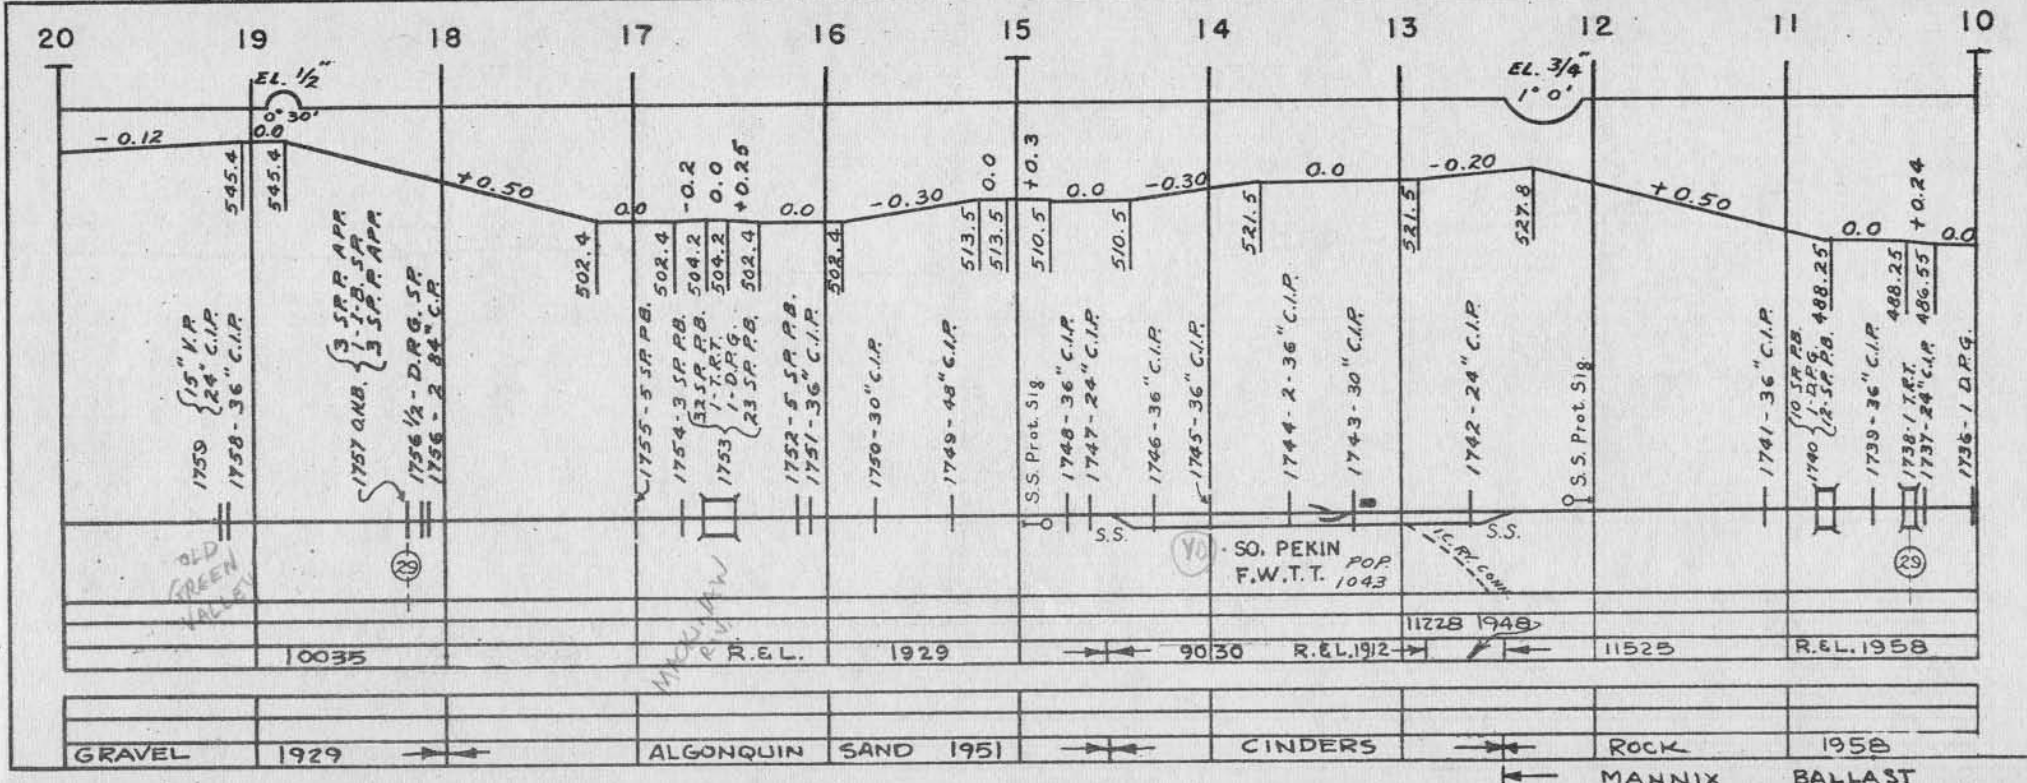 20 19 18 17 16 15 14 13 12 11 10
EL. 1/2"
0° 30'
EL. 3/4"
1° 0'
- 0.12
0.0
+0.50
0.0
-0.2
0.0
+0.25
0.0
-0.30
0.0
+0.3
0.0
-0.30
0.0
-0.20
+0.50
0.0
+0.24
0.0
545.4
545.4
502.4
502.4
504.2
504.2
502.4
502.4
513.5
513.5
510.5
510.5
521.5
521.5
527.8
488.25
488.25
486.55
1759 {15" V.P.
24" C.I.P.
1758-36" C.I.P.
1757 O.H.B. {3 SP. P. APP.
1-I-B. SP.
3 SP. P. APP.
1756 1/2 - D.R.G. SP.
1756 - 2 84" C.P.
1755-5 SP. P.B.
1754-3 SP. P.B.
1753 {32 SP. P.B.
1-T.R.T.
1-D.P.G.
23 SP. P.B.
1752-5 SP. P.B.
1751-36" C.I.P.
1750-30" C.I.P.
1749-48" C.I.P.
S.S. Prot. Sig
1748-36" C.I.P.
1747-24" C.I.P.
1746-36" C.I.P.
1745-36" C.I.P.
1744-2-36" C.I.P.
1743-30" C.I.P.
1742-24" C.I.P.
S.S. Prot. Sig.
1741-36" C.I.P.
1740 {10 SP. P.B.
1-D.P.G.
12-SP. P.B.
1739-36" C.I.P.
1738-1 T.R.T.
1737-24" C.I.P.
1736-1 D.P.G.
S.S.
S.S.
OLD
GREEN
VALLEY
29
MACKINAW
RIV.
YD
SO. PEKIN
F.W.T.T.
POP.
1043
I.C. RY. CONN.
29
11228 1948
10035 R.&L. 1929 9030 R.&L. 1912 11525 R.&L. 1958
GRAVEL 1929 ALGONQUIN SAND 1951 CINDERS ROCK 1958
MANNIX BALLAST